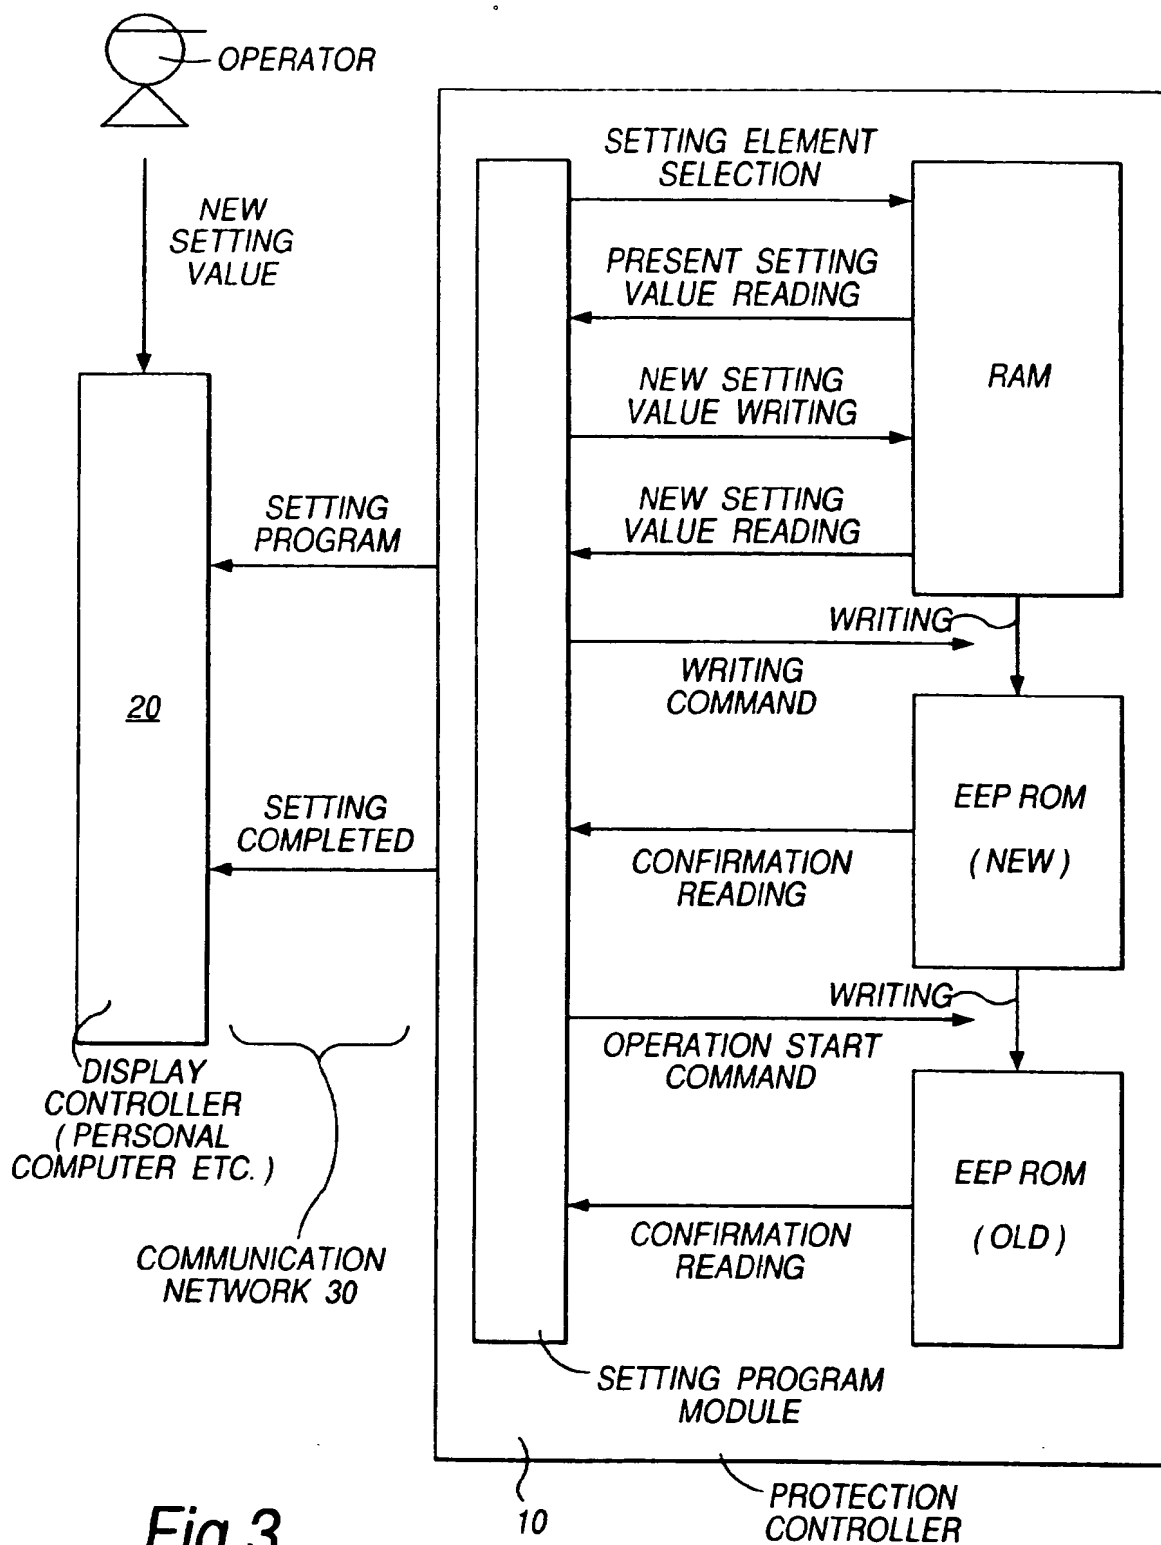 OPERATOR
NEW
SETTING
VALUE
SETTING ELEMENT
SELECTION
PRESENT SETTING
VALUE READING
NEW SETTING
VALUE WRITING
NEW SETTING
VALUE READING
RAM
SETTING
PROGRAM
WRITING
WRITING
COMMAND
20
EEP ROM
(NEW)
SETTING
COMPLETED
CONFIRMATION
READING
WRITING
OPERATION START
COMMAND
DISPLAY
CONTROLLER
(PERSONAL
COMPUTER ETC.)
EEP ROM
(OLD)
CONFIRMATION
READING
COMMUNICATION
NETWORK 30
SETTING PROGRAM
MODULE
10
PROTECTION
CONTROLLER
Fig.3